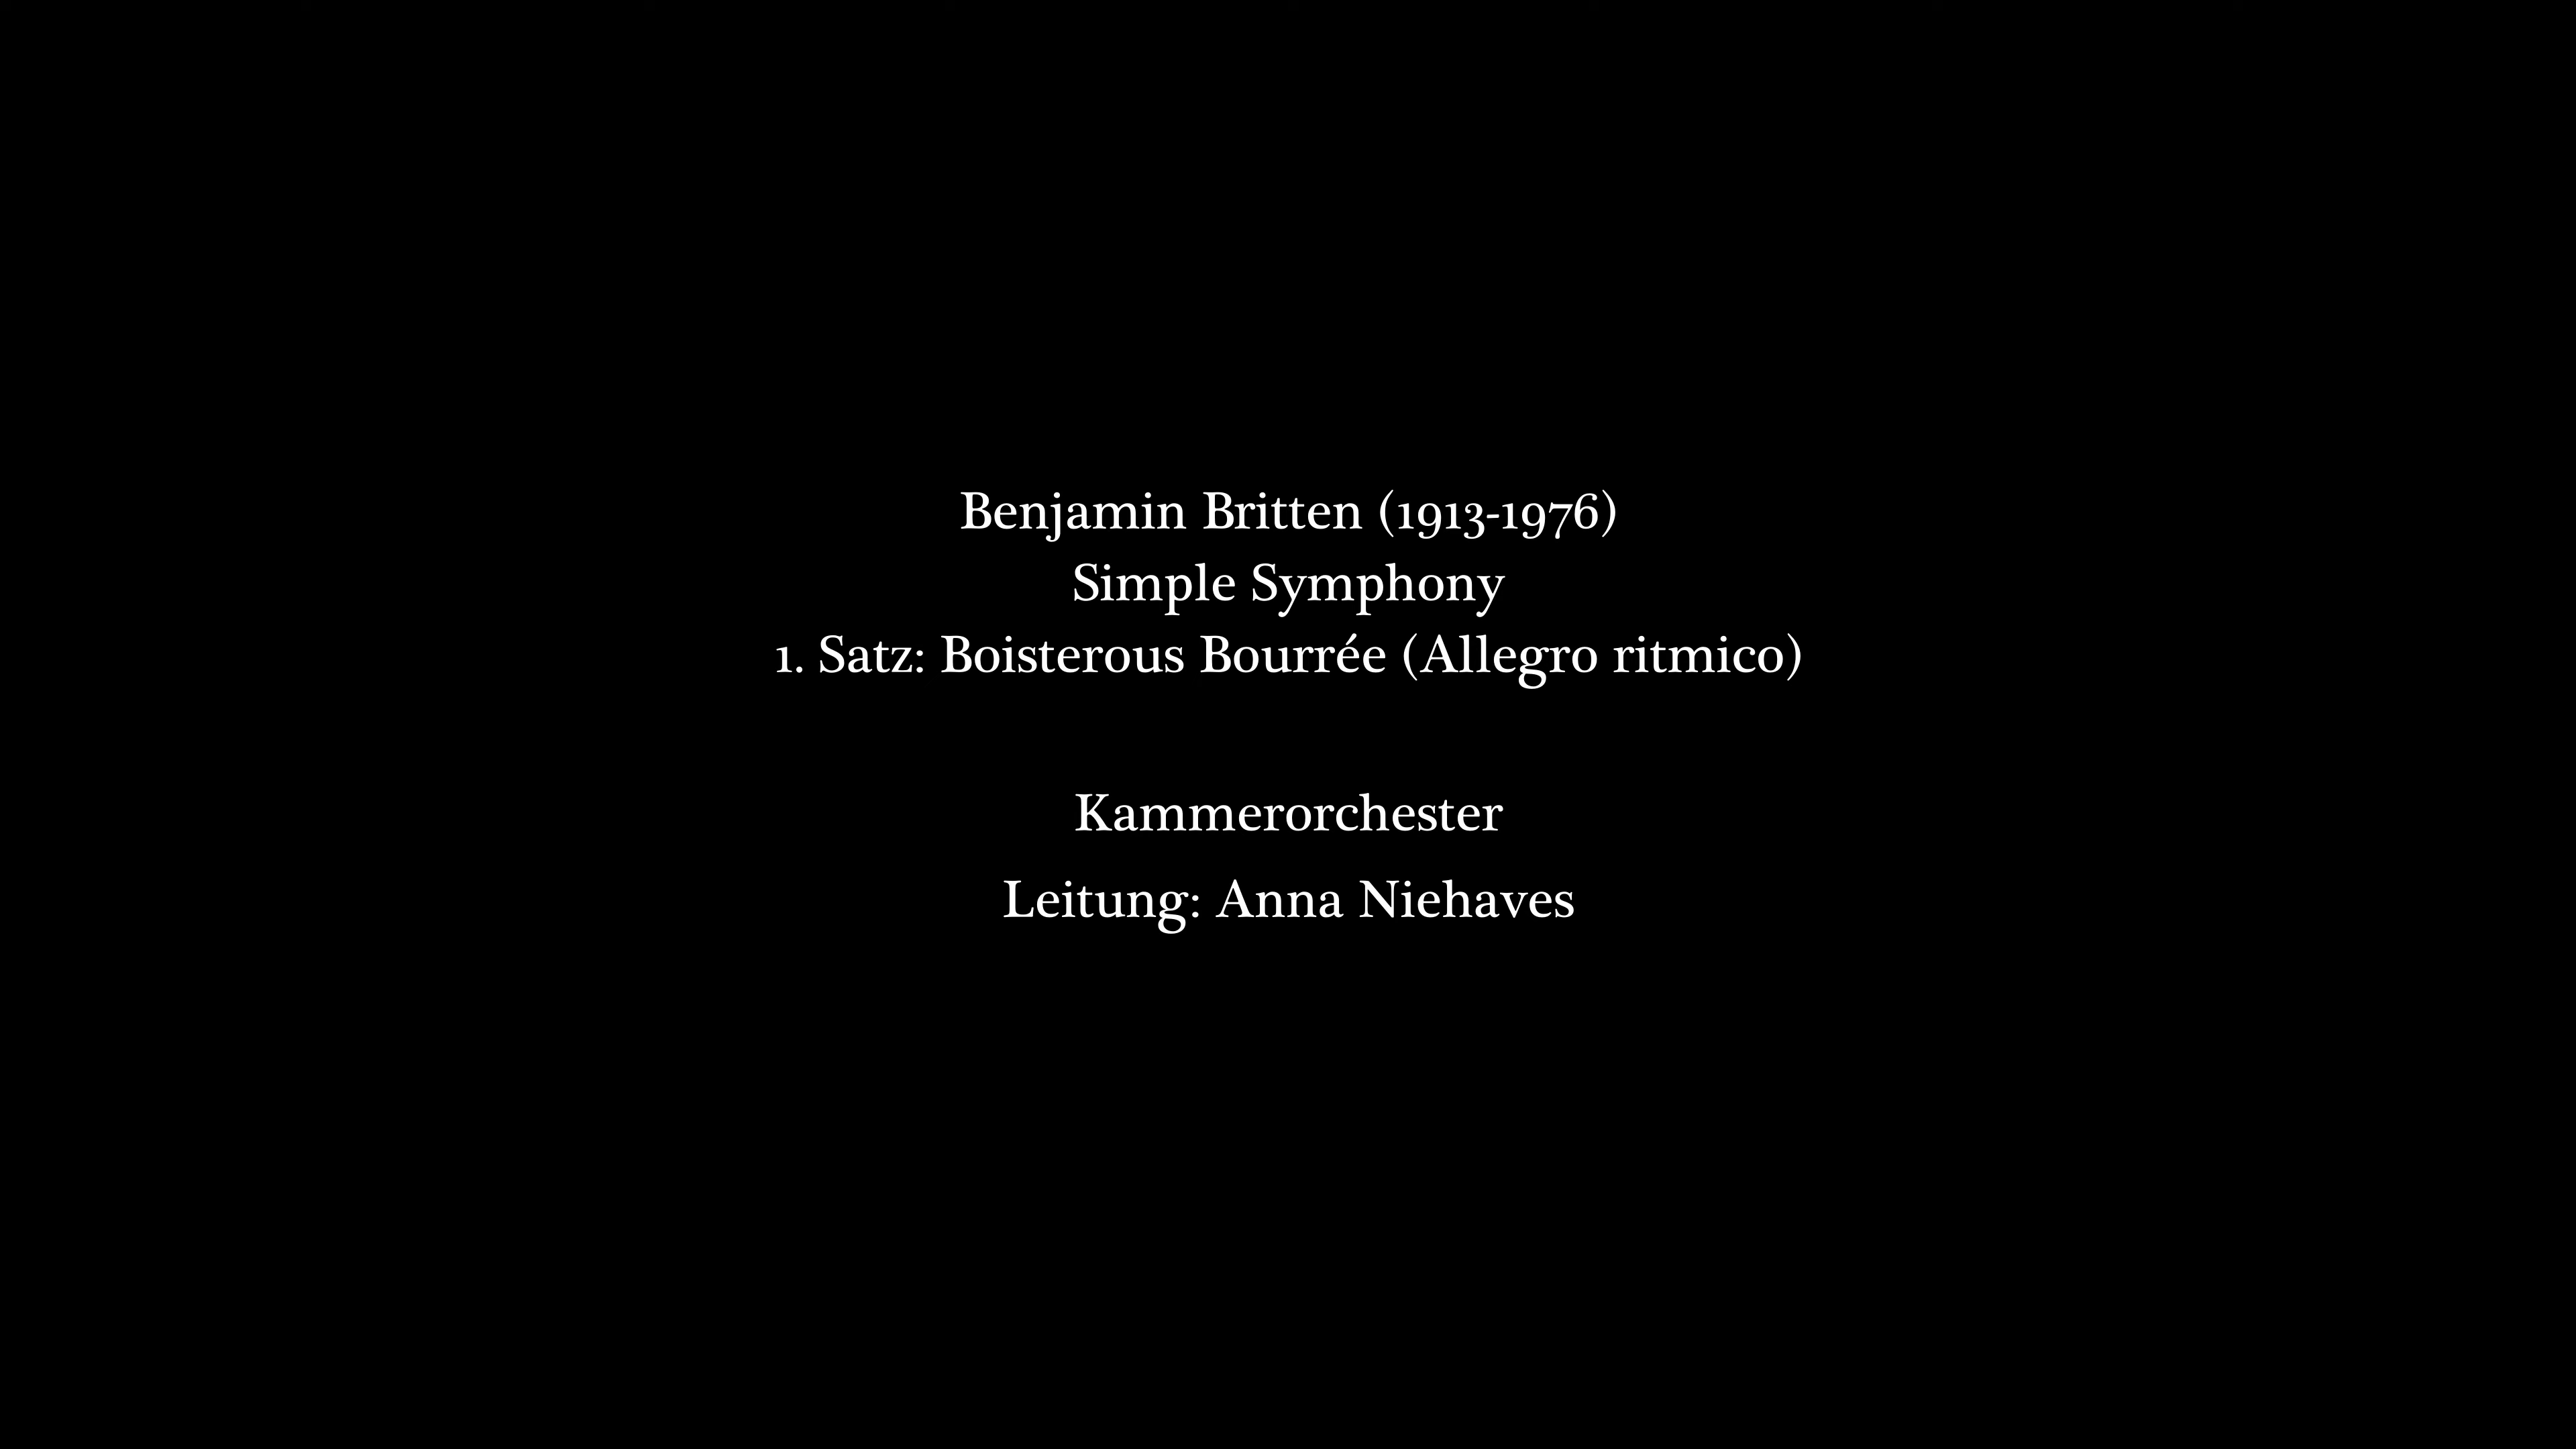 Benjamin Britten (1913-1976)
Simple Symphony
1. Satz: Boisterous Bourrée (Allegro ritmico)
Kammerorchester
Leitung: Anna Niehaves